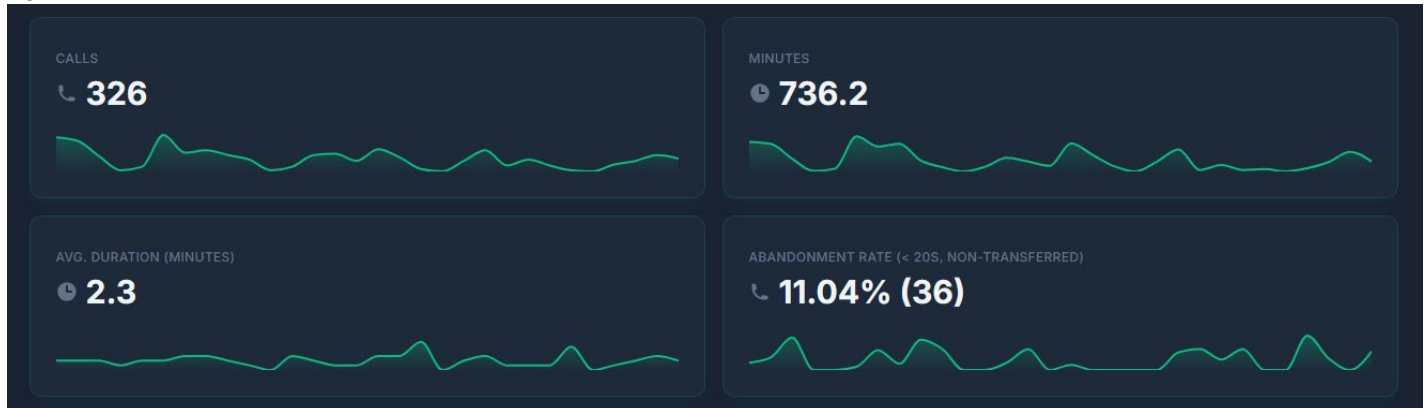 CALLS
326
MINUTES
736.2
AVG. DURATION (MINUTES)
2.3
ABANDONMENT RATE (< 20S, NON-TRANSFERRED)
11.04% (36)